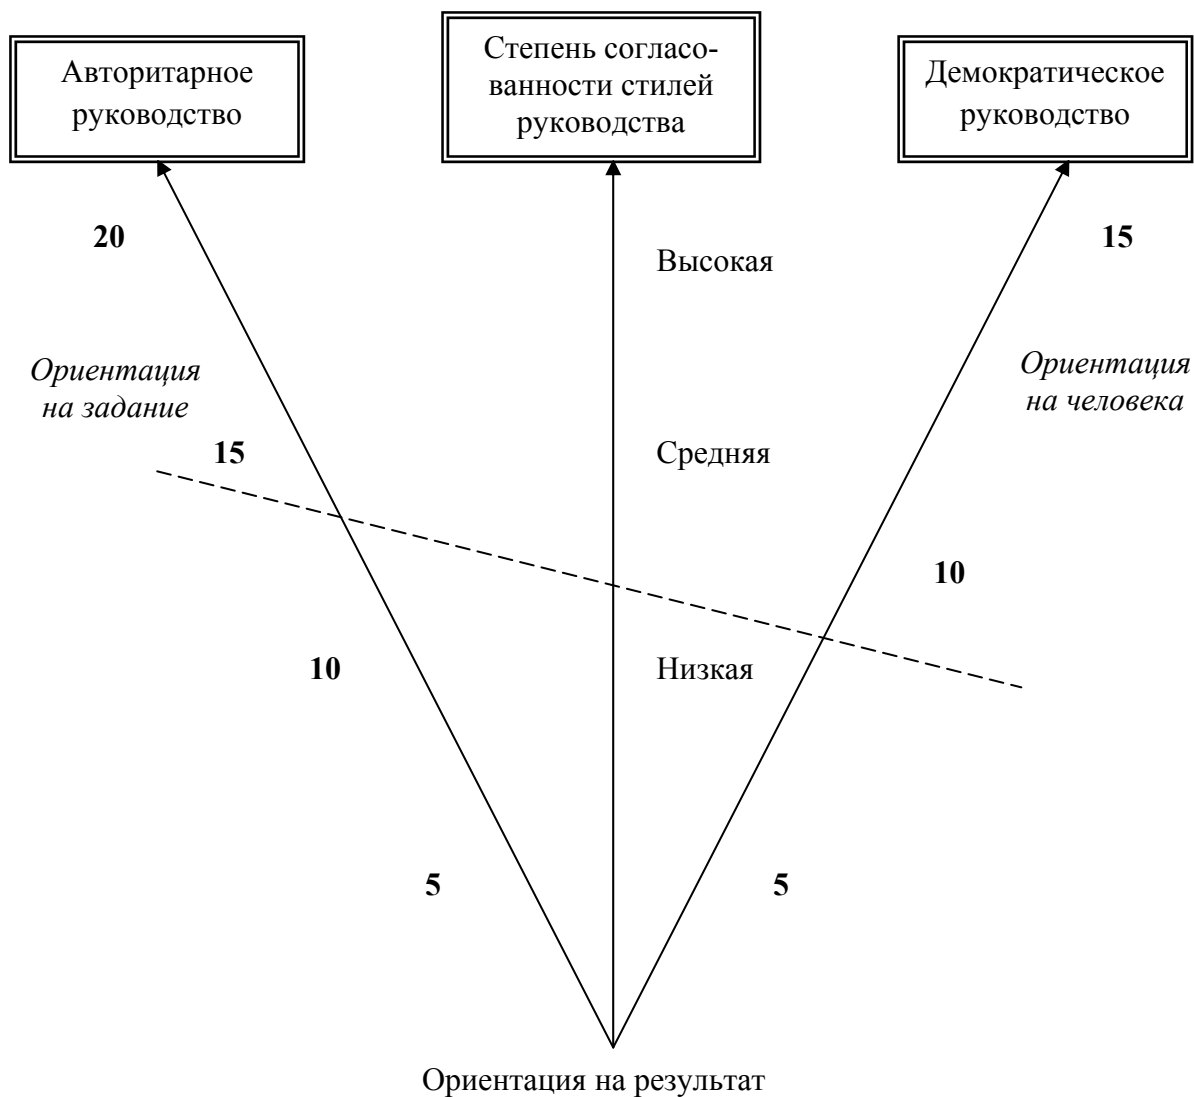 Авторитарное
руководство
Степень согласо-
ванности стилей
руководства
Демократическое
руководство
20
15
Высокая
Ориентация
на задание
Ориентация
на человека
15
Средняя
10
10
Низкая
5
5
Ориентация на результат